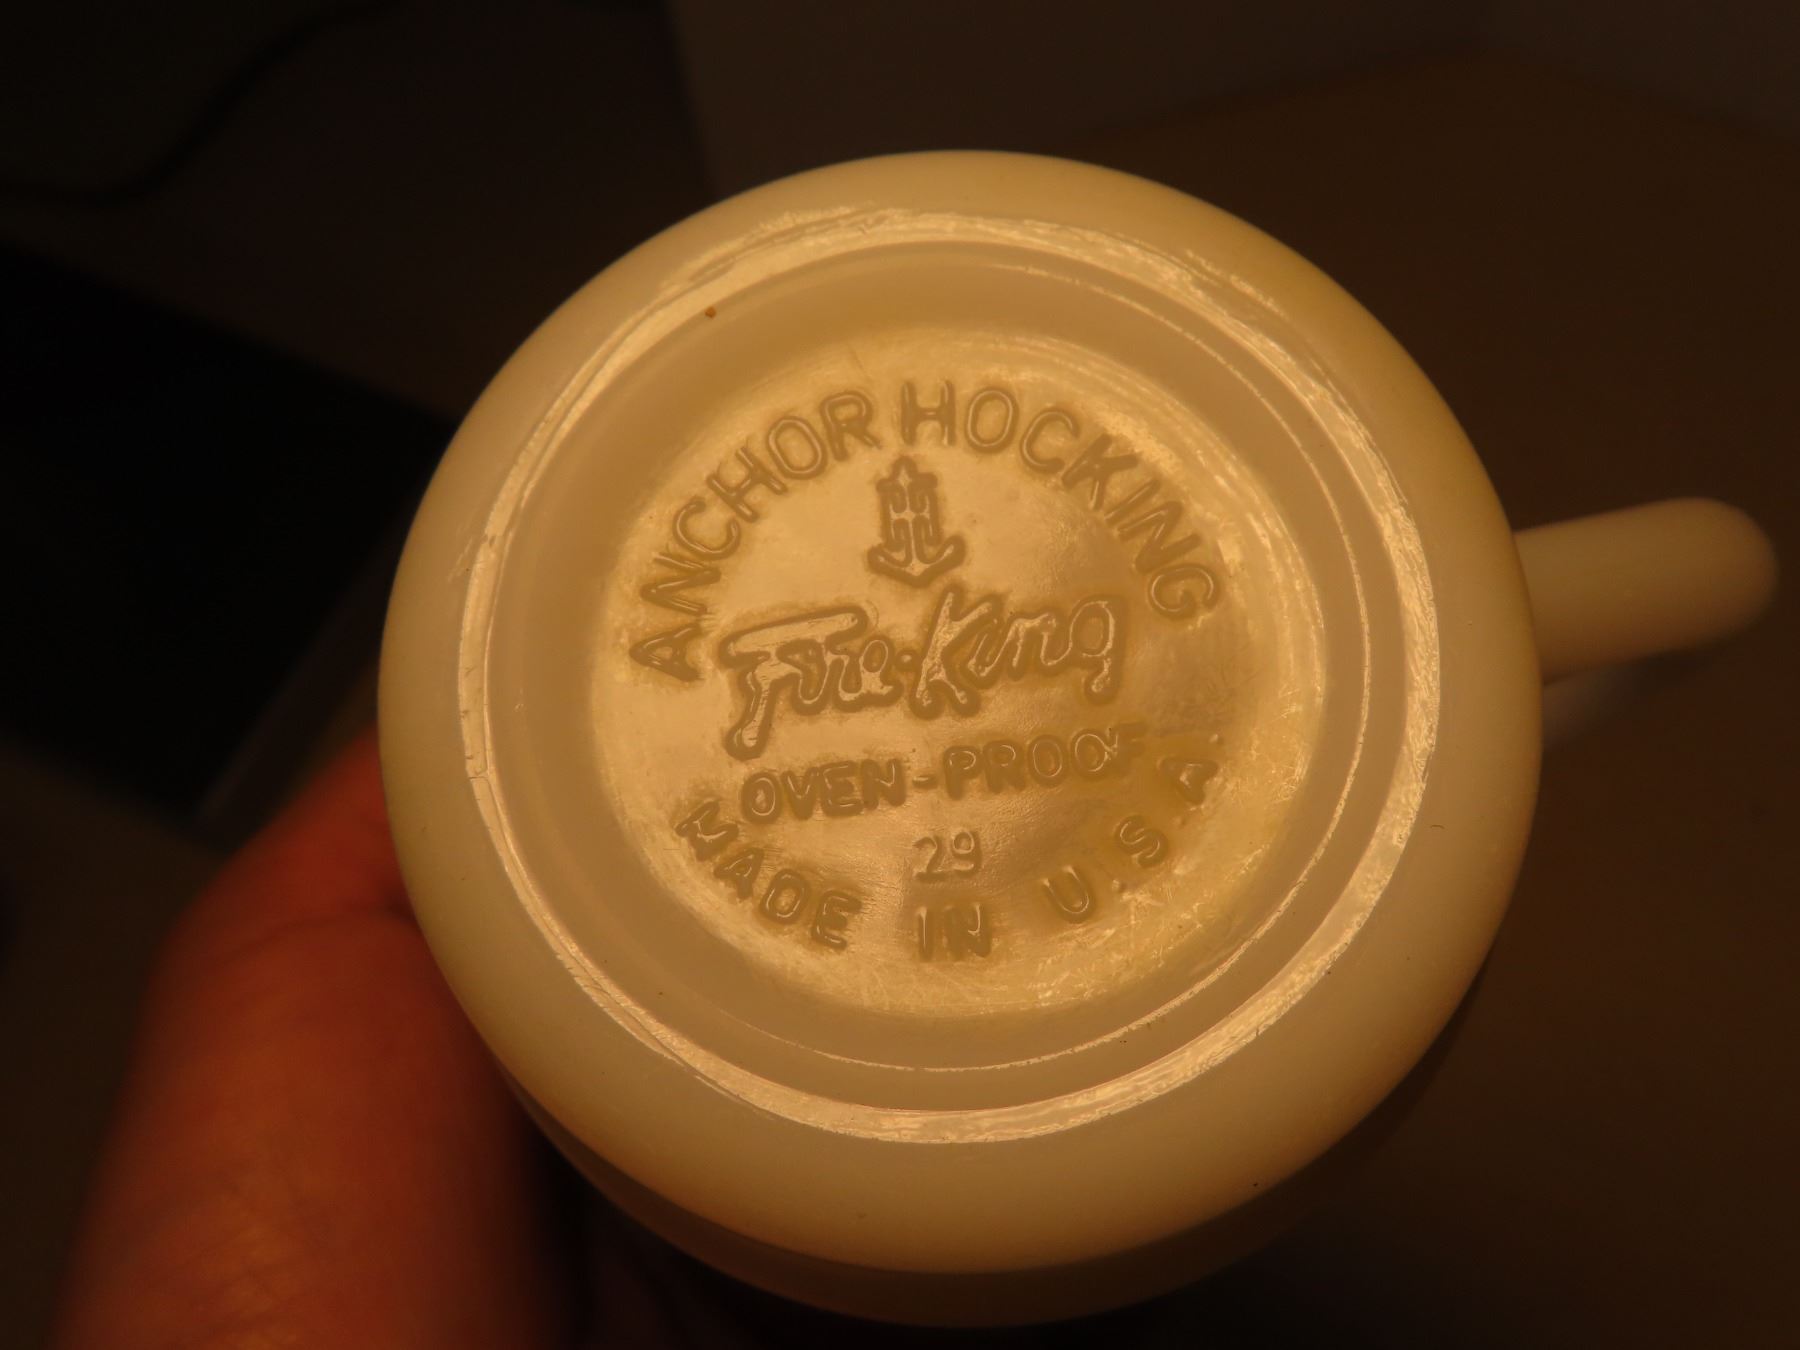 ANCHOR HOCKING
Fire-King
OVEN-PROOF
29
MADE IN U.S.A.